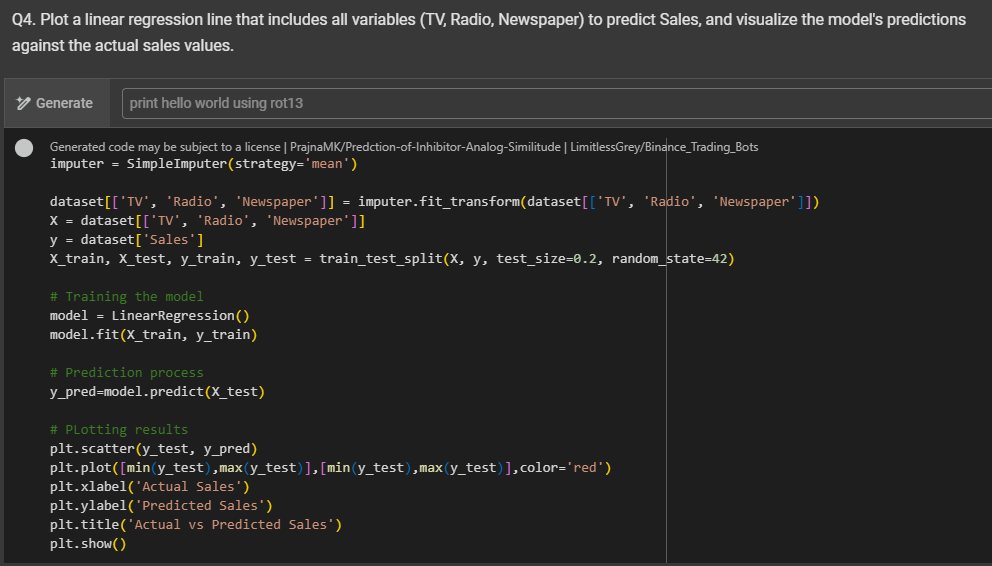 Q4. Plot a linear regression line that includes all variables (TV, Radio, Newspaper) to predict Sales, and visualize the model's predictions
against the actual sales values.
Generate
print hello world using rot13
Generated code may be subject to a license | PrajnaMK/Predction-of-Inhibitor-Analog-Similitude | LimitlessGrey/Binance_Trading_Bots
imputer = SimpleImputer(strategy='mean')
dataset[['TV', 'Radio', 'Newspaper']] = imputer.fit_transform(dataset[['TV', 'Radio', 'Newspaper']])
X = dataset[['TV', 'Radio', 'Newspaper']]
y = dataset['Sales']
X_train, X_test, y_train, y_test = train_test_split(X, y, test_size=0.2, random_state=42)
# Training the model
model = LinearRegression()
model.fit(X_train, y_train)
# Prediction process
y_pred=model.predict(X_test)
# PLotting results
plt.scatter(y_test, y_pred)
plt.plot([min(y_test),max(y_test)],[min(y_test),max(y_test)],color='red')
plt.xlabel('Actual Sales')
plt.ylabel('Predicted Sales')
plt.title('Actual vs Predicted Sales')
plt.show()